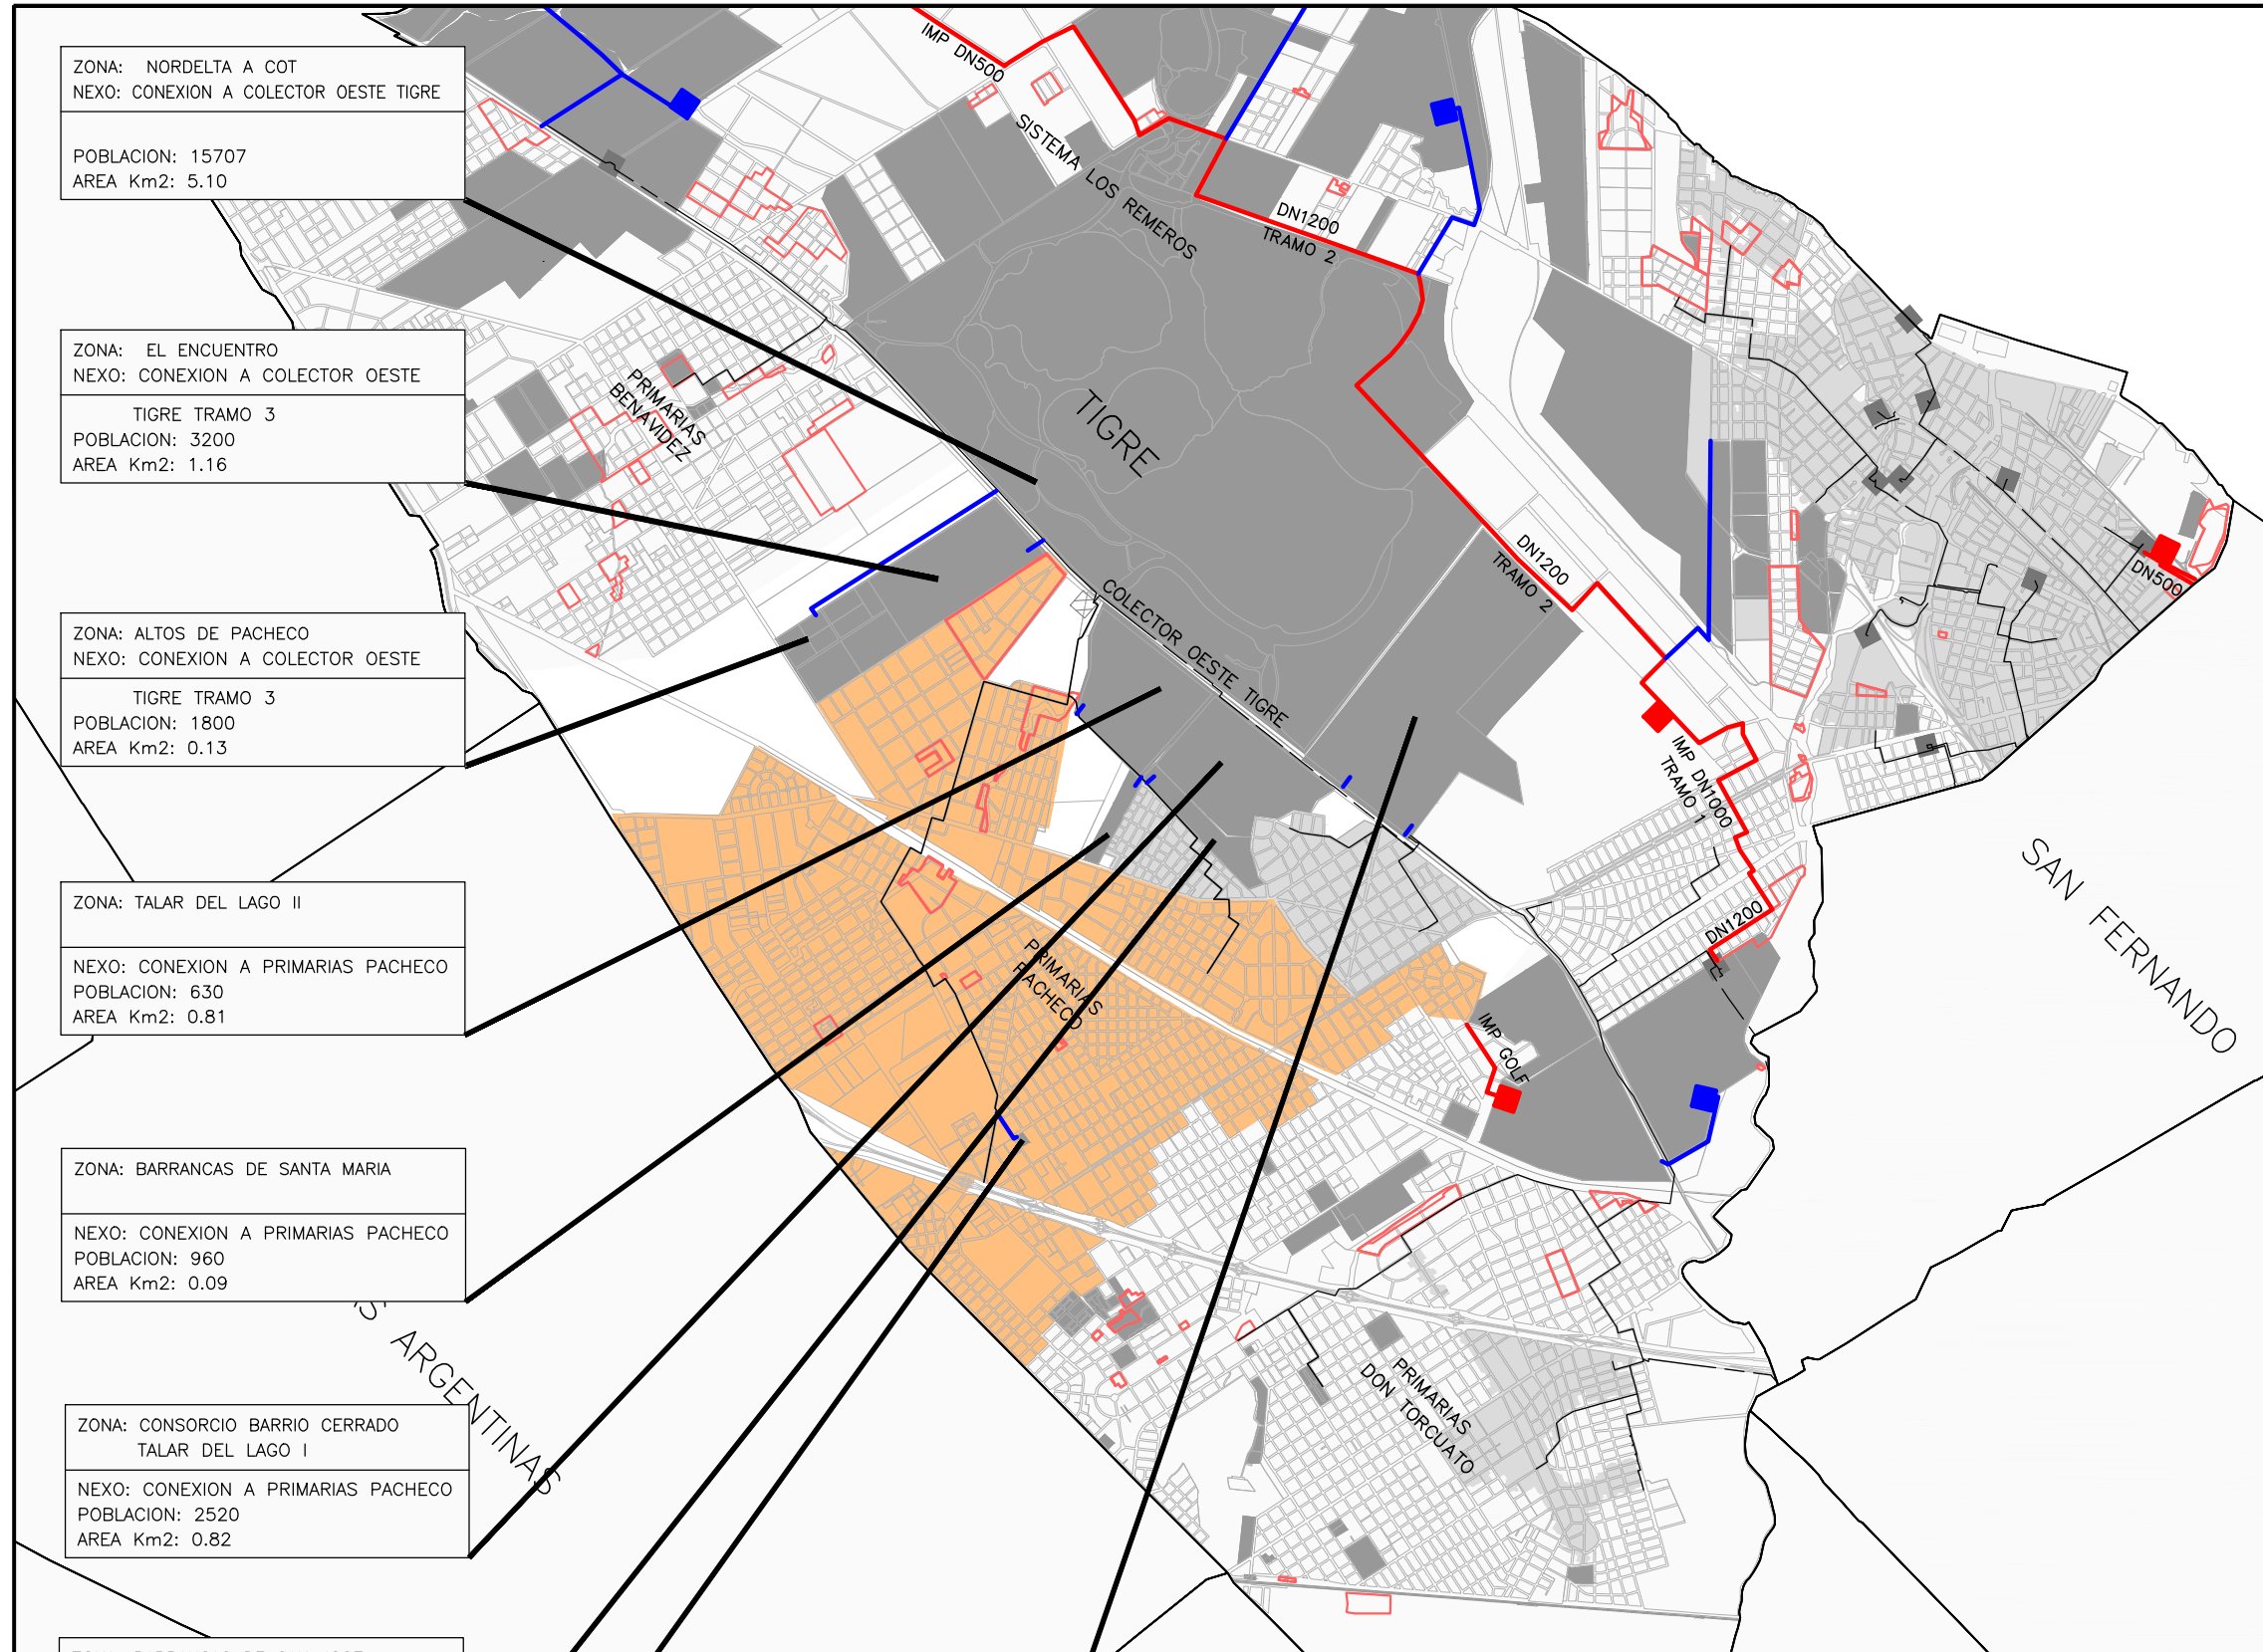 ZONA: NORDELTA A COT
NEXO: CONEXION A COLECTOR OESTE TIGRE
POBLACION: 15707
AREA Km2: 5.10
ZONA: EL ENCUENTRO
NEXO: CONEXION A COLECTOR OESTE
TIGRE TRAMO 3
POBLACION: 3200
AREA Km2: 1.16
ZONA: ALTOS DE PACHECO
NEXO: CONEXION A COLECTOR OESTE
TIGRE TRAMO 3
POBLACION: 1800
AREA Km2: 0.13
ZONA: TALAR DEL LAGO II
NEXO: CONEXION A PRIMARIAS PACHECO
POBLACION: 630
AREA Km2: 0.81
ZONA: BARRANCAS DE SANTA MARIA
NEXO: CONEXION A PRIMARIAS PACHECO
POBLACION: 960
AREA Km2: 0.09
ZONA: CONSORCIO BARRIO CERRADO
TALAR DEL LAGO I
NEXO: CONEXION A PRIMARIAS PACHECO
POBLACION: 2520
AREA Km2: 0.82
IMP DN500
SISTEMA LOS REMEROS
DN1200
TRAMO 2
TIGRE
PRIMARIAS
BENAVIDEZ
COLECTOR OESTE TIGRE
DN1200
TRAMO 2
DN500
IMP DN1000
TRAMO 1
DN1200
SAN FERNANDO
PRIMARIAS
PACHECO
IMP GOLF
PRIMARIAS
DON TORCUATO
ARGENTINAS